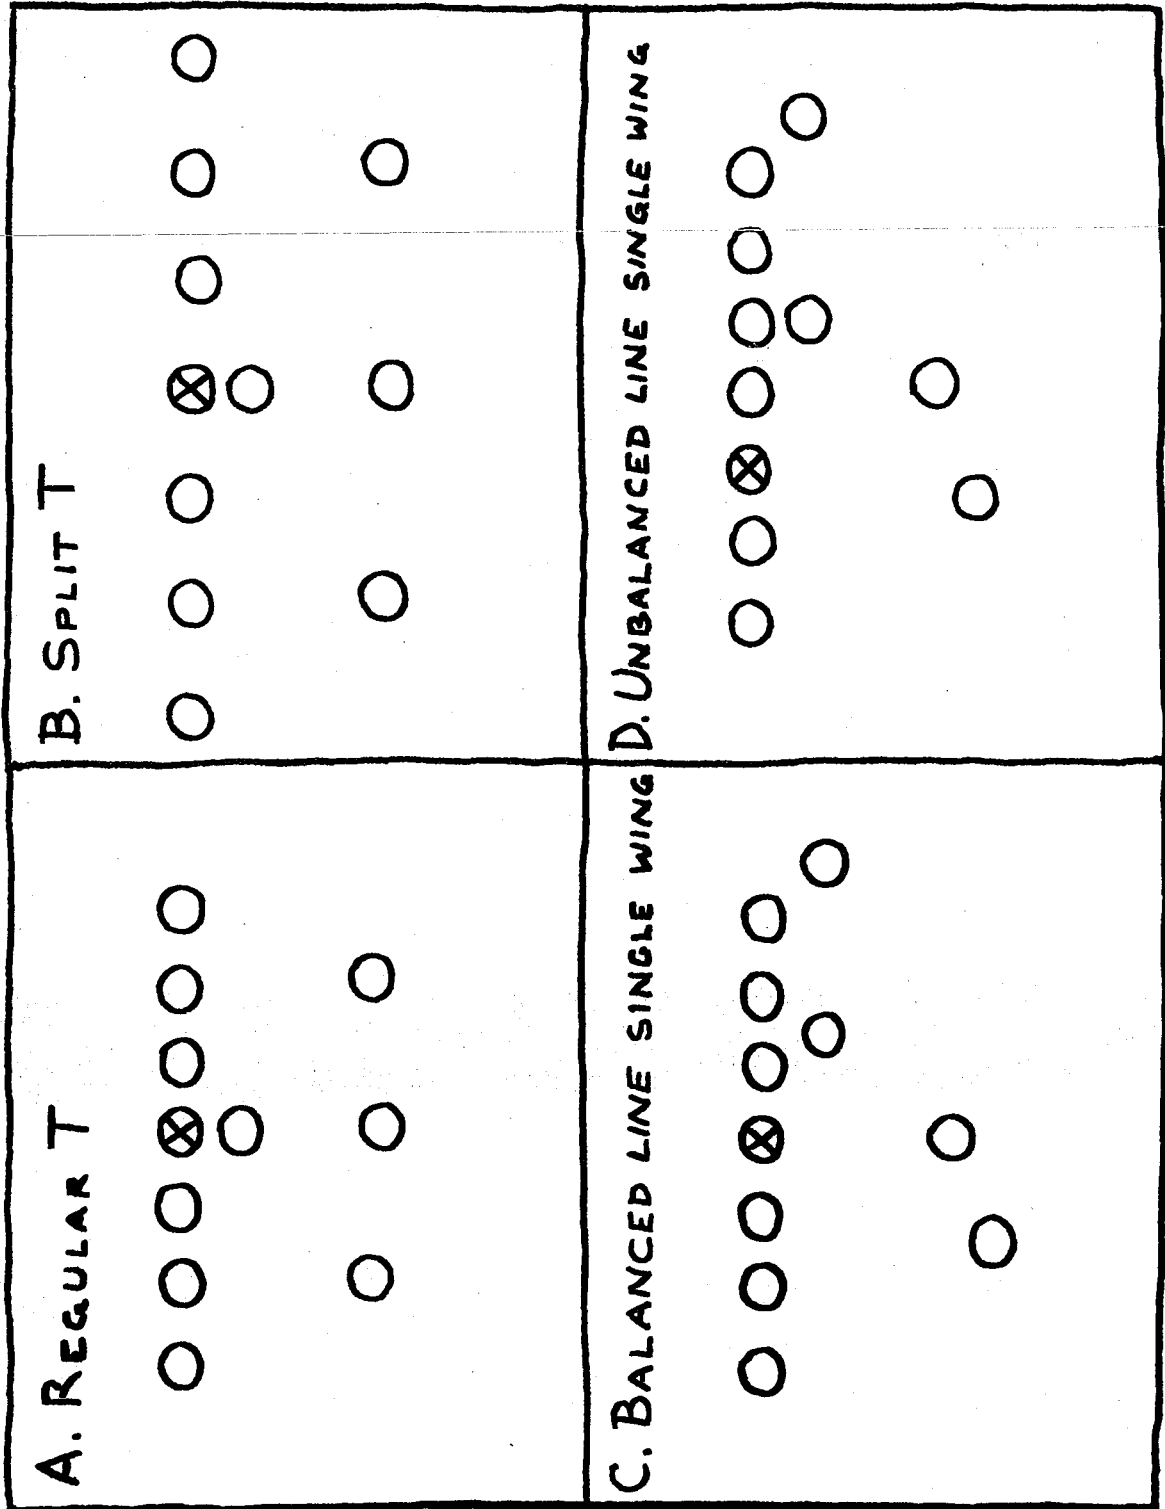 A. REGULAR T
B. SPLIT T
C. BALANCED LINE SINGLE WING
D. UNBALANCED LINE SINGLE WING